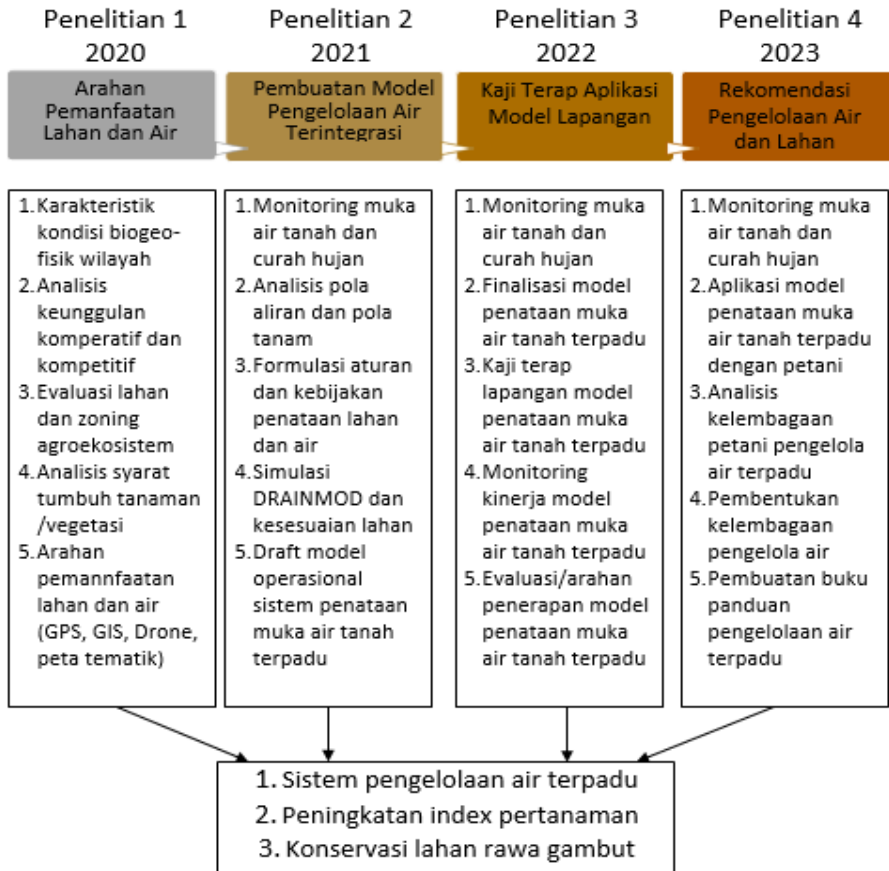 Penelitian 1
2020
Penelitian 2
2021
Penelitian 3
2022
Penelitian 4
2023
Arahan
Pemanfaatan
Lahan dan Air
Pembuatan Model
Pengelolaan Air
Terintegrasi
Kaji Terap Aplikasi
Model Lapangan
Rekomendasi
Pengelolaan Air
dan Lahan
1.Karakteristik
kondisi biogeo-
fisik wilayah
2.Analisis
keunggulan
komperatif dan
kompetitif
3.Evaluasi lahan
dan zoning
agroekosistem
4.Analisis syarat
tumbuh tanaman
/vegetasi
5.Arahan
pemannfaatan
lahan dan air
(GPS, GIS, Drone,
peta tematik)
1.Monitoring muka
air tanah dan
curah hujan
2.Analisis pola
aliran dan pola
tanam
3.Formulasi aturan
dan kebijakan
penataan lahan
dan air
4.Simulasi
DRAINMOD dan
kesesuaian lahan
5.Draft model
operasional
sistem penataan
muka air tanah
terpadu
1.Monitoring muka
air tanah dan
curah hujan
2.Finalisasi model
penataan muka
air tanah terpadu
3.Kaji terap
lapangan model
penataan muka
air tanah terpadu
4.Monitoring
kinerja model
penataan muka
air tanah terpadu
5.Evaluasi/arahan
penerapan model
penataan muka
air tanah terpadu
1.Monitoring muka
air tanah dan
curah hujan
2.Aplikasi model
penataan muka
air tanah terpadu
dengan petani
3.Analisis
kelembagaan
petani pengelola
air terpadu
4.Pembentukan
kelembagaan
pengelola air
5.Pembuatan buku
panduan
pengelolaan air
terpadu
1. Sistem pengelolaan air terpadu
2. Peningkatan index pertanaman
3. Konservasi lahan rawa gambut